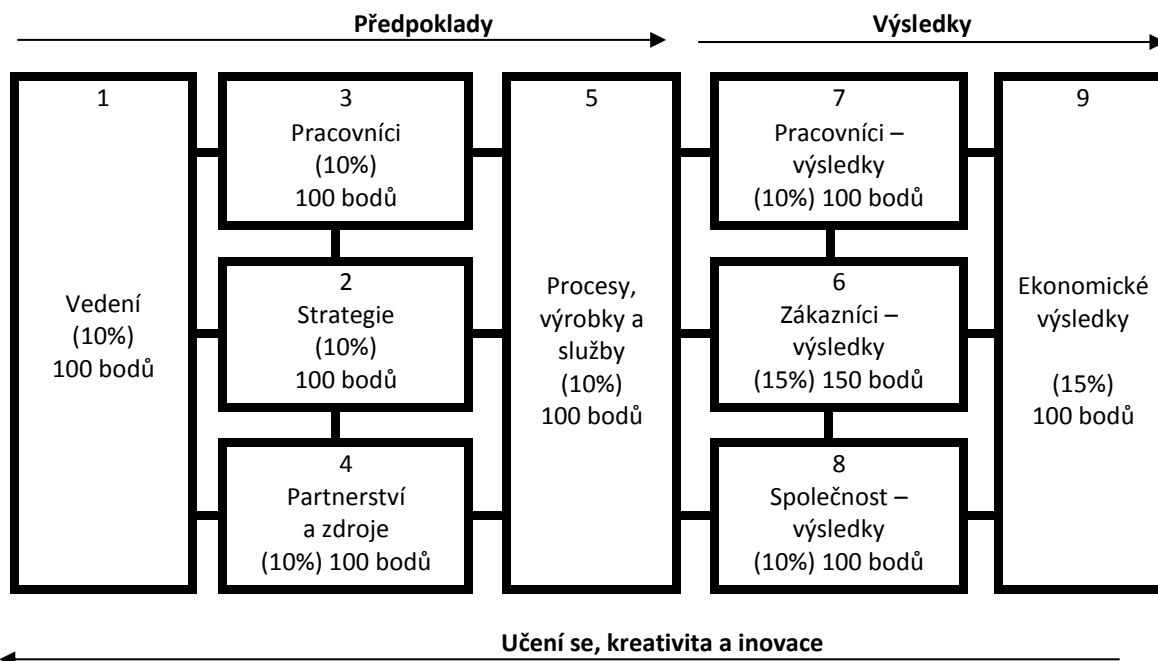 Předpoklady
Výsledky
1
Vedení
(10%)
100 bodů
3
Pracovníci
(10%)
100 bodů
2
Strategie
(10%)
100 bodů
4
Partnerství
a zdroje
(10%) 100 bodů
5
Procesy,
výrobky a
služby
(10%)
100 bodů
7
Pracovníci –
výsledky
(10%) 100 bodů
6
Zákazníci –
výsledky
(15%) 150 bodů
8
Společnost –
výsledky
(10%) 100 bodů
9
Ekonomické
výsledky
(15%)
100 bodů
Učení se, kreativita a inovace